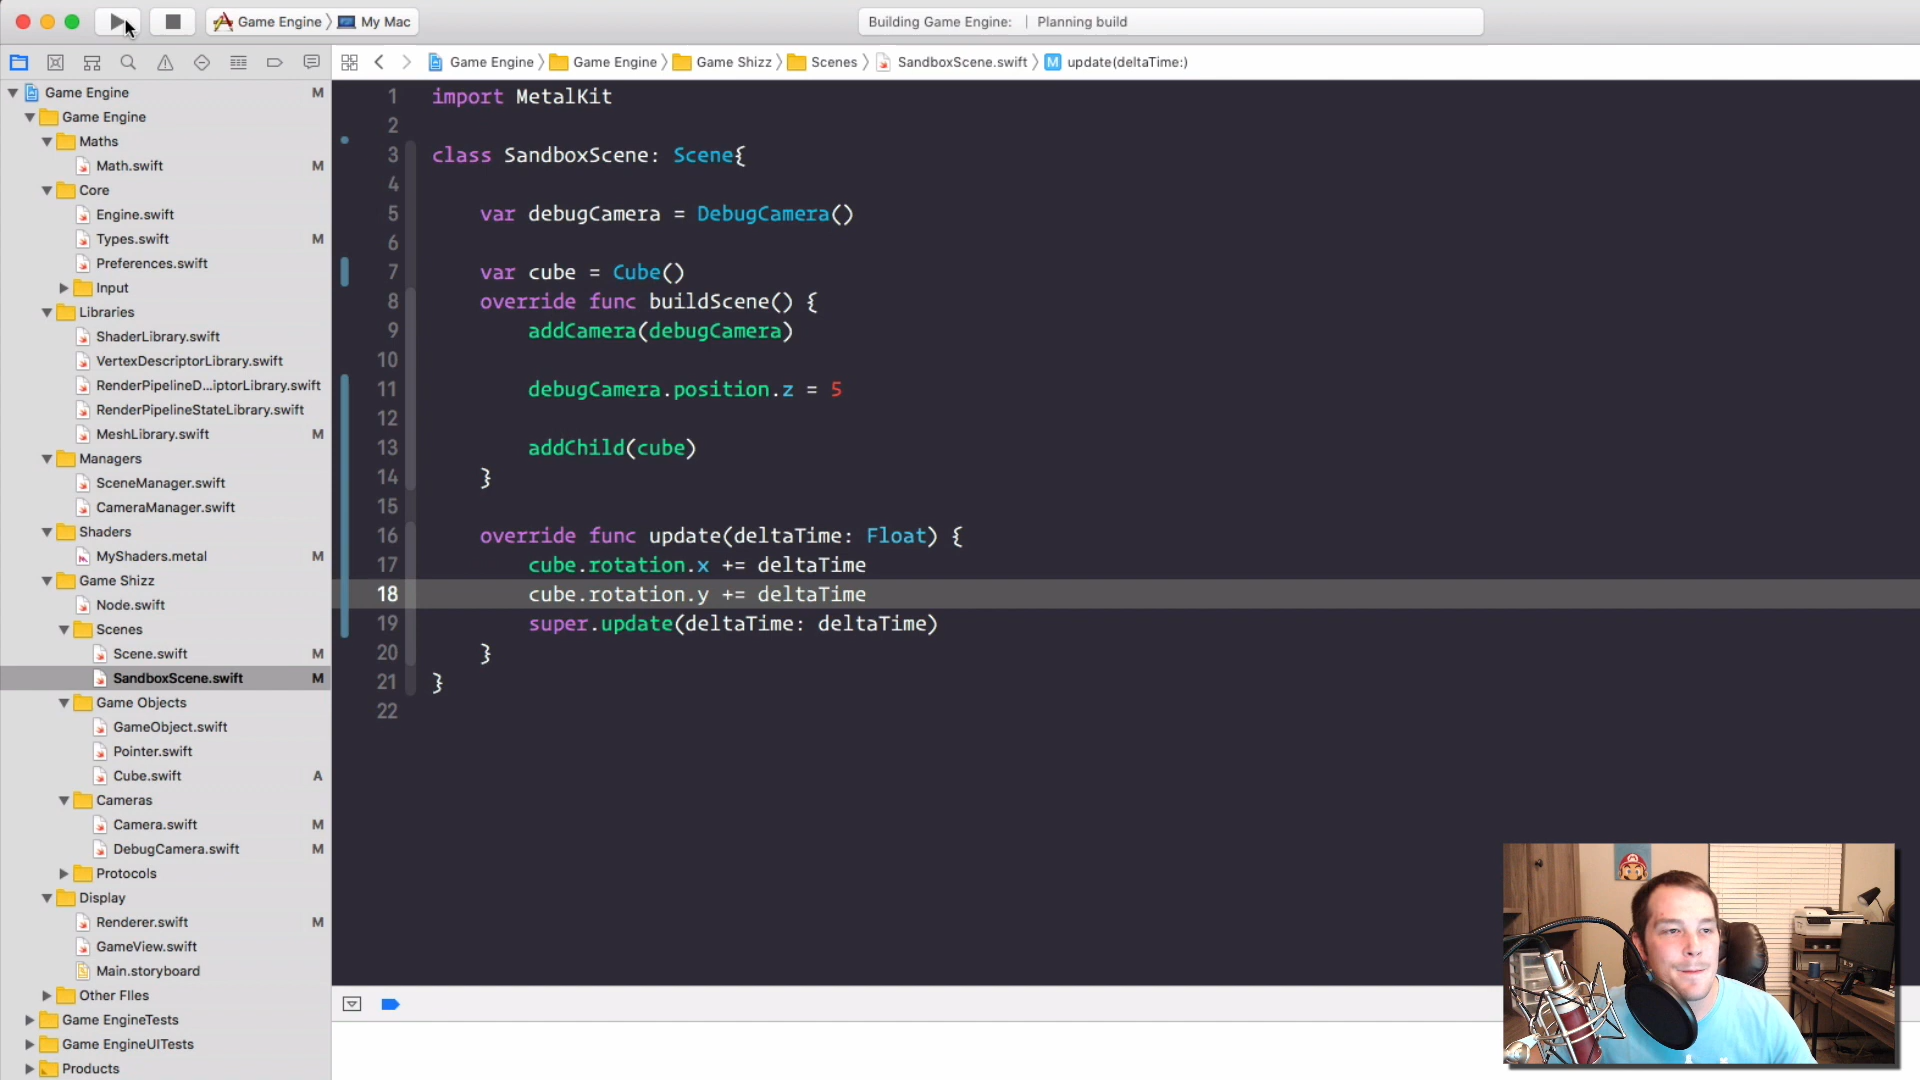 Game Engine My Mac
Building Game Engine: Planning build
Game Engine Game Engine Game Shizz Scenes SandboxScene.swift M update(deltaTime:)
Game Engine M
Game Engine
Maths
Math.swift M
Core
Engine.swift
Types.swift M
Preferences.swift
Input
Libraries
ShaderLibrary.swift
VertexDescriptorLibrary.swift
RenderPipelineD...iptorLibrary.swift
RenderPipelineStateLibrary.swift
MeshLibrary.swift M
Managers
SceneManager.swift
CameraManager.swift
Shaders
MyShaders.metal M
Game Shizz
Node.swift
Scenes
Scene.swift M
SandboxScene.swift M
Game Objects
GameObject.swift
Pointer.swift
Cube.swift A
Cameras
Camera.swift M
DebugCamera.swift M
Protocols
Display
Renderer.swift M
GameView.swift
Main.storyboard
Other FIles
Game EngineTests
Game EngineUITests
Products
1 import MetalKit
2
3 class SandboxScene: Scene{
4
5 var debugCamera = DebugCamera()
6
7 var cube = Cube()
8 override func buildScene() {
9 addCamera(debugCamera)
10
11 debugCamera.position.z = 5
12
13 addChild(cube)
14 }
15
16 override func update(deltaTime: Float) {
17 cube.rotation.x += deltaTime
18 cube.rotation.y += deltaTime
19 super.update(deltaTime: deltaTime)
20 }
21 }
22